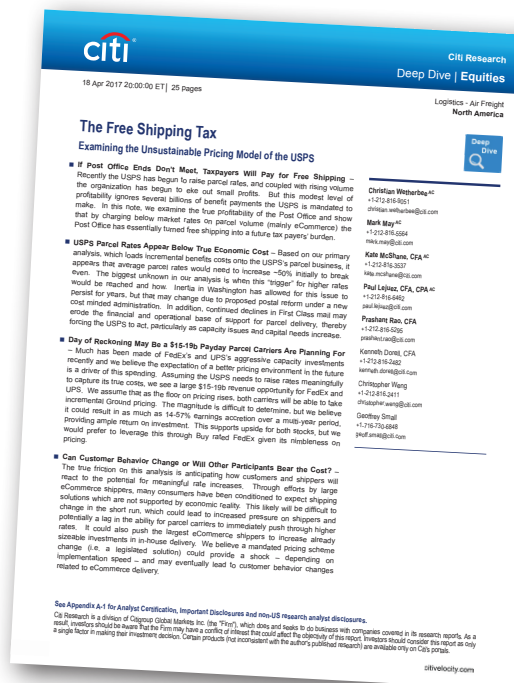 citi
Citi Research
Deep Dive | Equities
18 Apr 2017 20:00:00 ET | 25 pages
Logistics - Air Freight
North America
The Free Shipping Tax
Examining the Unsustainable Pricing Model of the USPS
Deep
Dive
■ If Post Office Ends Don't Meet, Taxpayers Will Pay for Free Shipping –
Recently the USPS has begun to raise parcel rates, and coupled with rising volume
the organization has begun to eke out small profits. But this modest level of
profitability ignores several billions of benefit payments the USPS is mandated to
make. In this note, we examine the true profitability of the Post Office and show
that by charging below market rates on parcel volume (mainly eCommerce) the
Post Office has essentially turned free shipping into a future tax payers' burden.
■ USPS Parcel Rates Appear Below True Economic Cost – Based on our primary
analysis, which loads incremental benefits costs onto the USPS's parcel business, it
appears that average parcel rates would need to increase ~50% initially to break
even. The biggest unknown in our analysis is when this "trigger" for higher rates
would be reached and how. Inertia in Washington has allowed for this issue to
persist for years, but that may change due to proposed postal reform under a new
cost minded administration. In addition, continued declines in First Class mail may
erode the financial and operational base of support for parcel delivery, thereby
forcing the USPS to act, particularly as capacity issues and capital needs increase.
■ Day of Reckoning May Be a $15-19b Payday Parcel Carriers Are Planning For
– Much has been made of FedEx's and UPS's aggressive capacity investments
recently and we believe the expectation of a better pricing environment in the future
is a driver of this spending. Assuming the USPS needs to raise rates meaningfully
to capture its true costs, we see a large $15-19b revenue opportunity for FedEx and
UPS. We assume that as the floor on pricing rises, both carriers will be able to take
incremental Ground pricing. The magnitude is difficult to determine, but we believe
it could result in as much as 14-57% earnings accretion over a multi-year period,
providing ample return on investment. This supports upside for both stocks, but we
would prefer to leverage this through Buy rated FedEx given its nimbleness on
pricing.
■ Can Customer Behavior Change or Will Other Participants Bear the Cost? –
The true friction on this analysis is anticipating how customers and shippers will
react to the potential for meaningful rate increases. Through efforts by large
eCommerce shippers, many consumers have been conditioned to expect shipping
solutions which are not supported by economic reality. This likely will be difficult to
change in the short run, which could lead to increased pressure on shippers and
potentially a lag in the ability for parcel carriers to immediately push through higher
rates. It could also push the largest eCommerce shippers to increase already
sizeable investments in in-house delivery. We believe a mandated pricing scheme
change (i.e. a legislated solution) could provide a shock – depending on
implementation speed – and may eventually lead to customer behavior changes
related to eCommerce delivery.
Christian Wetherbee AC
+1-212-816-9051
christian.wetherbee@citi.com
Mark May AC
+1-212-816-5564
mark.may@citi.com
Kate McShane, CFA AC
+1-212-816-3537
kate.mcshane@citi.com
Paul Lejuez, CFA, CPA AC
+1-212-816-6462
paul.lejuez@citi.com
Prashant Rao, CFA
+1-212-816-5795
prashant.rao@citi.com
Kenneth Dorell, CFA
+1-212-816-2482
kenneth.dorell@citi.com
Christopher Wang
+1-212-816-2411
christopher.wang@citi.com
Geoffrey Small
+1-716-730-6848
geoff.small@citi.com
See Appendix A-1 for Analyst Certification, Important Disclosures and non-US research analyst disclosures.
Citi Research is a division of Citigroup Global Markets Inc. (the "Firm"), which does and seeks to do business with companies covered in its research reports. As a
result, investors should be aware that the Firm may have a conflict of interest that could affect the objectivity of this report. Investors should consider this report as only
a single factor in making their investment decision. Certain products (not inconsistent with the author's published research) are available only on Citi's portals.
citivelocity.com